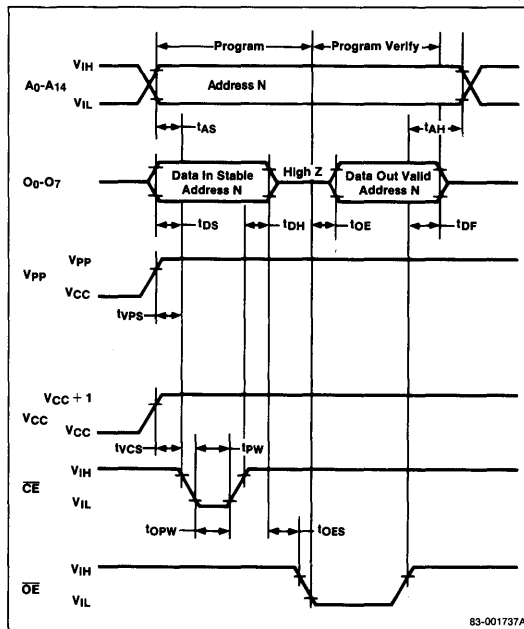 Program Program Verify
A0-A14 VIH Address N
VIL
tAS tAH
O0-O7 Data In Stable Address N High Z Data Out Valid Address N
tDS tDH tOE tDF
VPP VPP
VCC
tVPS
VCC VCC + 1
VCC
tVCS tPW
CE VIH
VIL
tOPW tOES
OE VIH
VIL
83-001737A